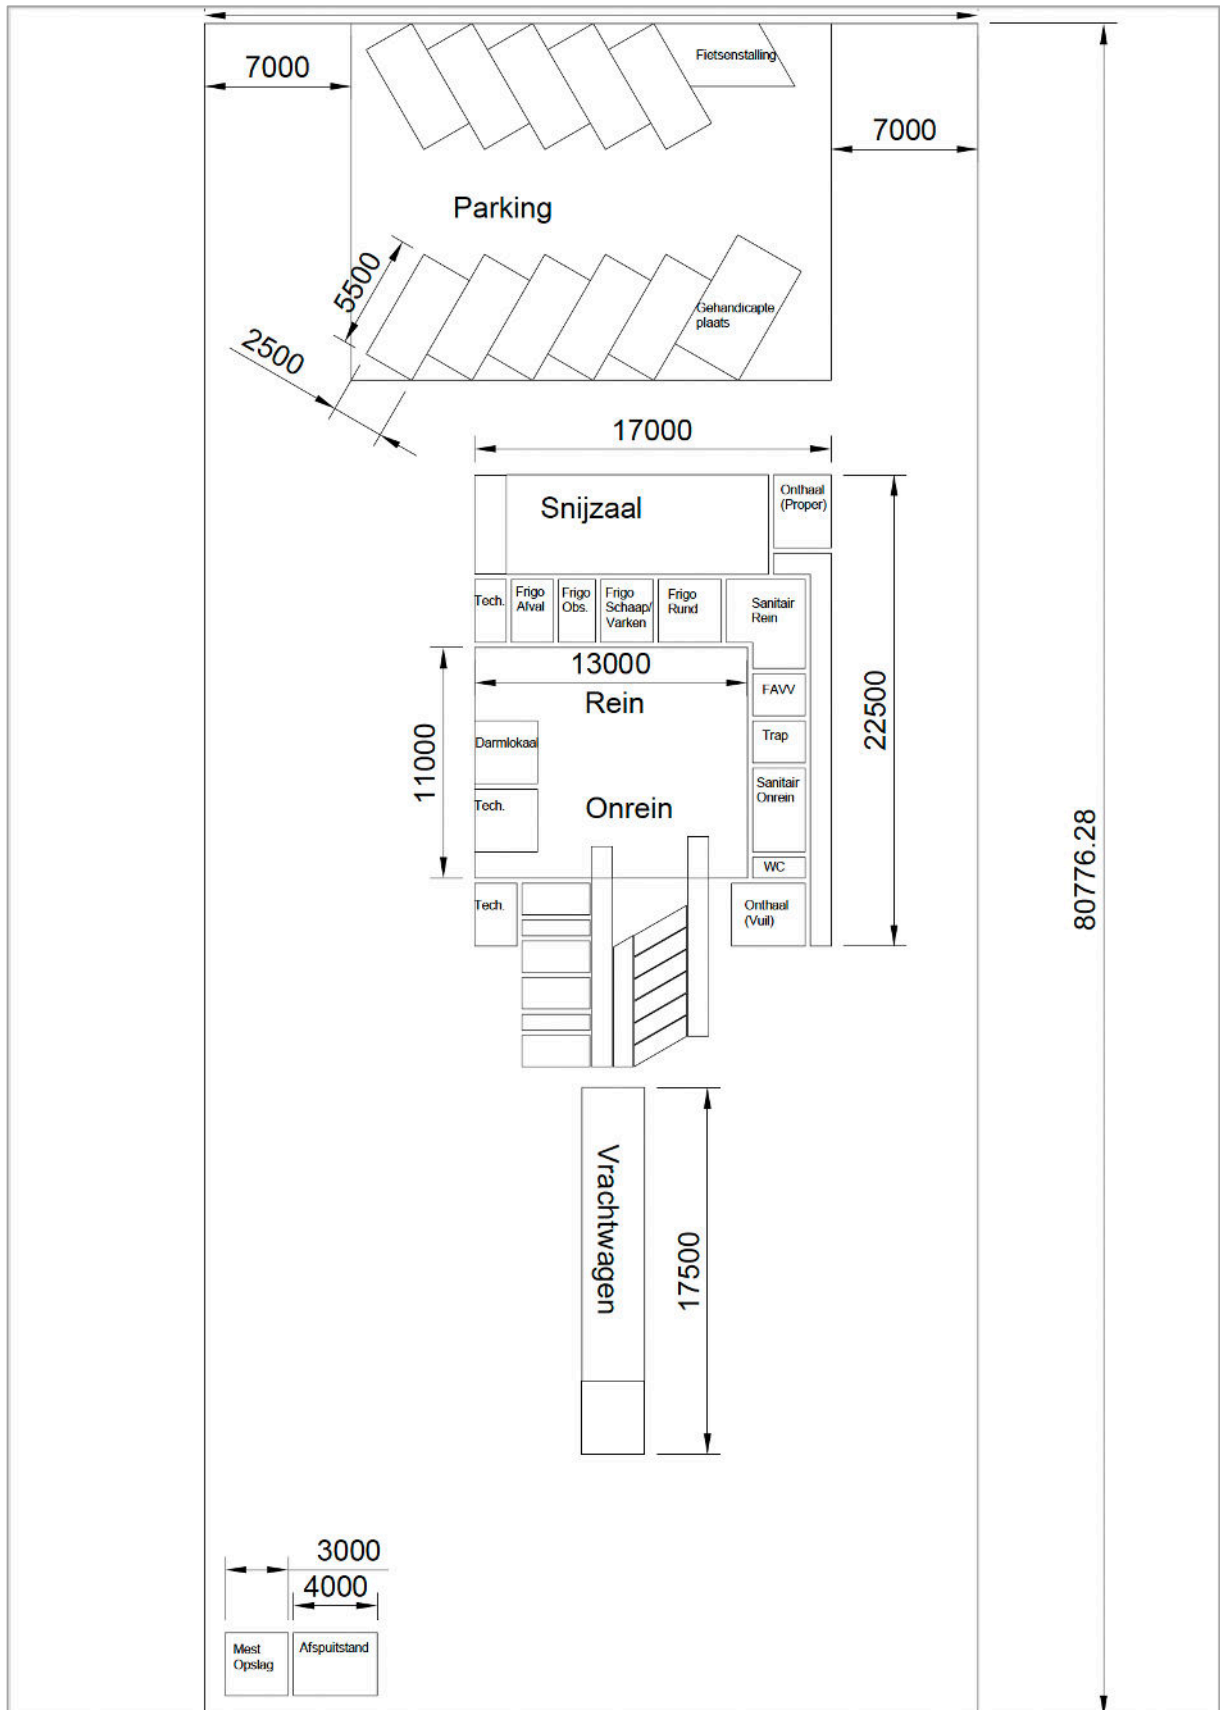 Fietsenstalling
7000
7000
Parking
5500
2500
Gehandicapte
plaats
17000
Snijzaal
Onthaal
(Proper)
Tech.
Frigo
Afval
Frigo
Obs.
Frigo
Schaap/
Varken
Frigo
Rund
Sanitair
Rein
13000
Rein
FAVV
22500
11000
Darmlokaal
Trap
Tech.
Onrein
Sanitair
Onrein
WC
80776.28
Tech.
Onthaal
(Vuil)
Vrachtwagen
17500
3000
4000
Mest
Opslag
Afspuitstand